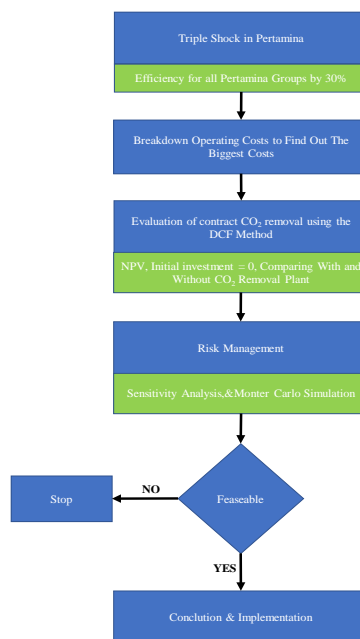 Triple Shock in Pertamina
Efficiency for all Pertamina Groups by 30%
Breakdown Operating Costs to Find Out The
Biggest Costs
Evaluation of contract CO₂ removal using the
DCF Method
NPV, Initial investment = 0, Comparing With and
Without CO₂ Removal Plant
Risk Management
Sensitivity Analysis,&Monter Carlo Simulation
NO
Stop
Feaseable
YES
Conclution & Implementation